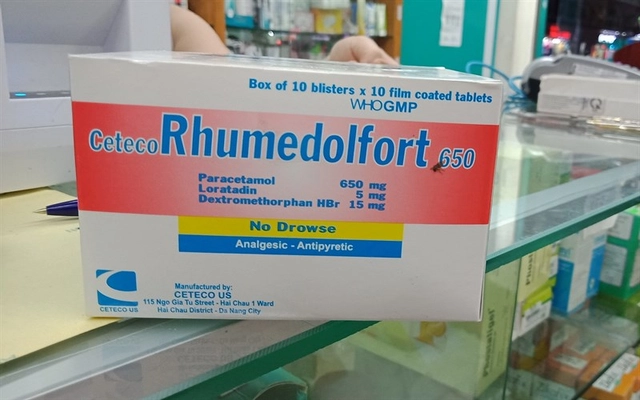 Box of 10 blisters x 10 film coated tablets
WHO GMP
Ceteco Rhumedolfort 650
Paracetamol 650 mg
Loratadin 5 mg
Dextromethorphan HBr 15 mg
No Drowse
Analgesic - Antipyretic
Manufactured by:
CETECO US
115 Ngo Gia Tu Street - Hai Chau 1 Ward
Hai Chau District - Da Nang City
CETECO US